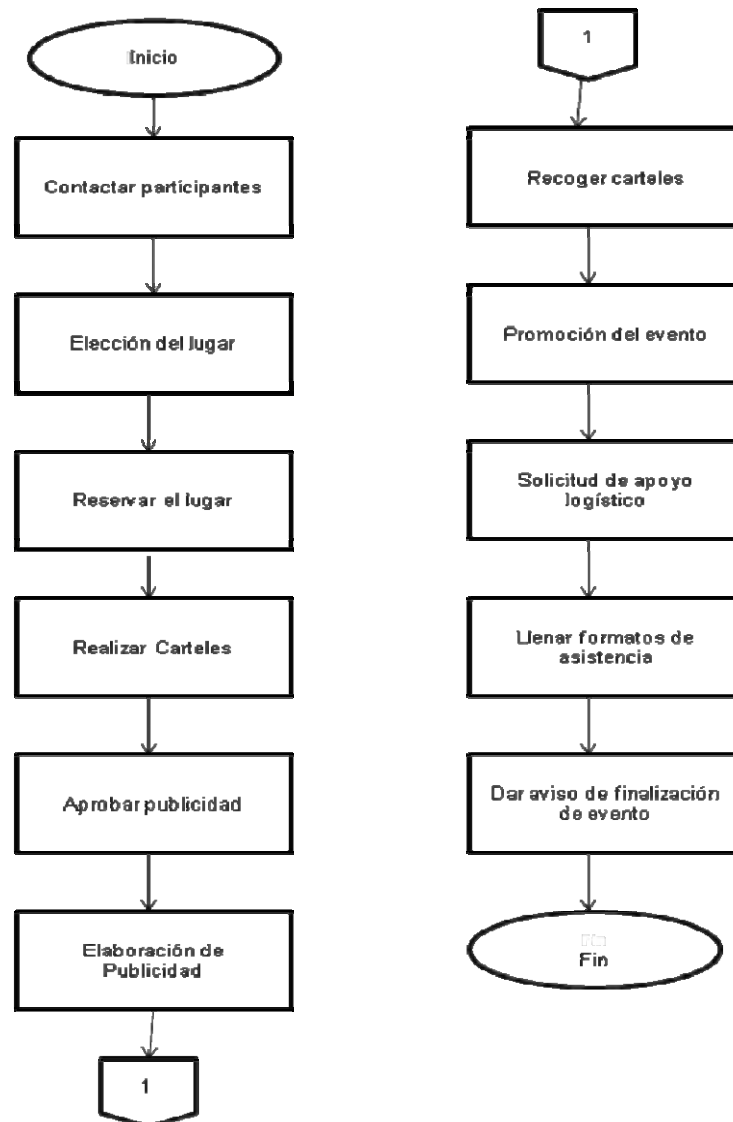 Inicio
Contactar participantes
Elección del lugar
Reservar el lugar
Realizar Carteles
Aprobar publicidad
Elaboración de
Publicidad
1
1
Recoger carteles
Promoción del evento
Solicitud de apoyo
logístico
Llenar formatos de
asistencia
Dar aviso de finalización
de evento
Fin
Fin